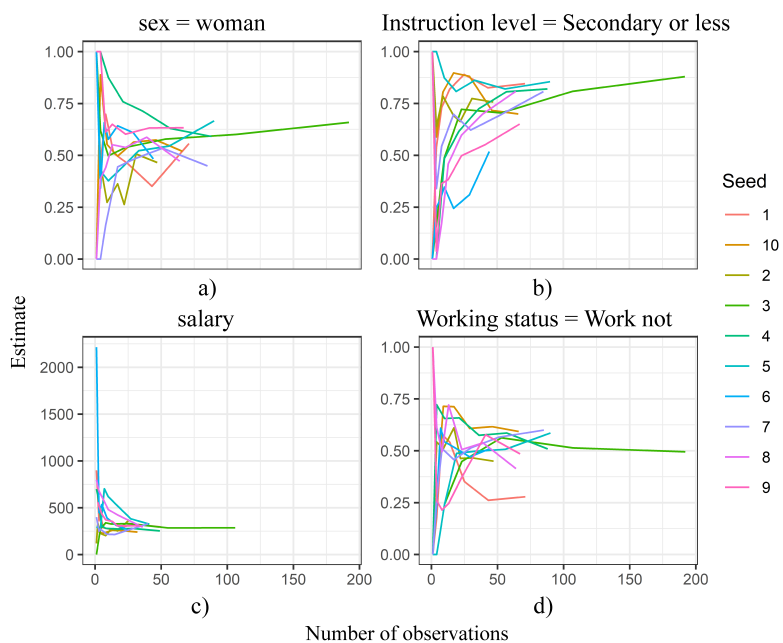 sex = woman
Instruction level = Secondary or less
1.00
0.75
0.50
0.25
0.00
1.00
0.75
0.50
0.25
0.00
a)
b)
Seed
1
10
2
3
4
5
6
7
8
9
Estimate
salary
Working status = Work not
2000
1500
1000
500
0
1.00
0.75
0.50
0.25
0.00
0 50 100 150 200
0 50 100 150 200
c)
d)
Number of observations